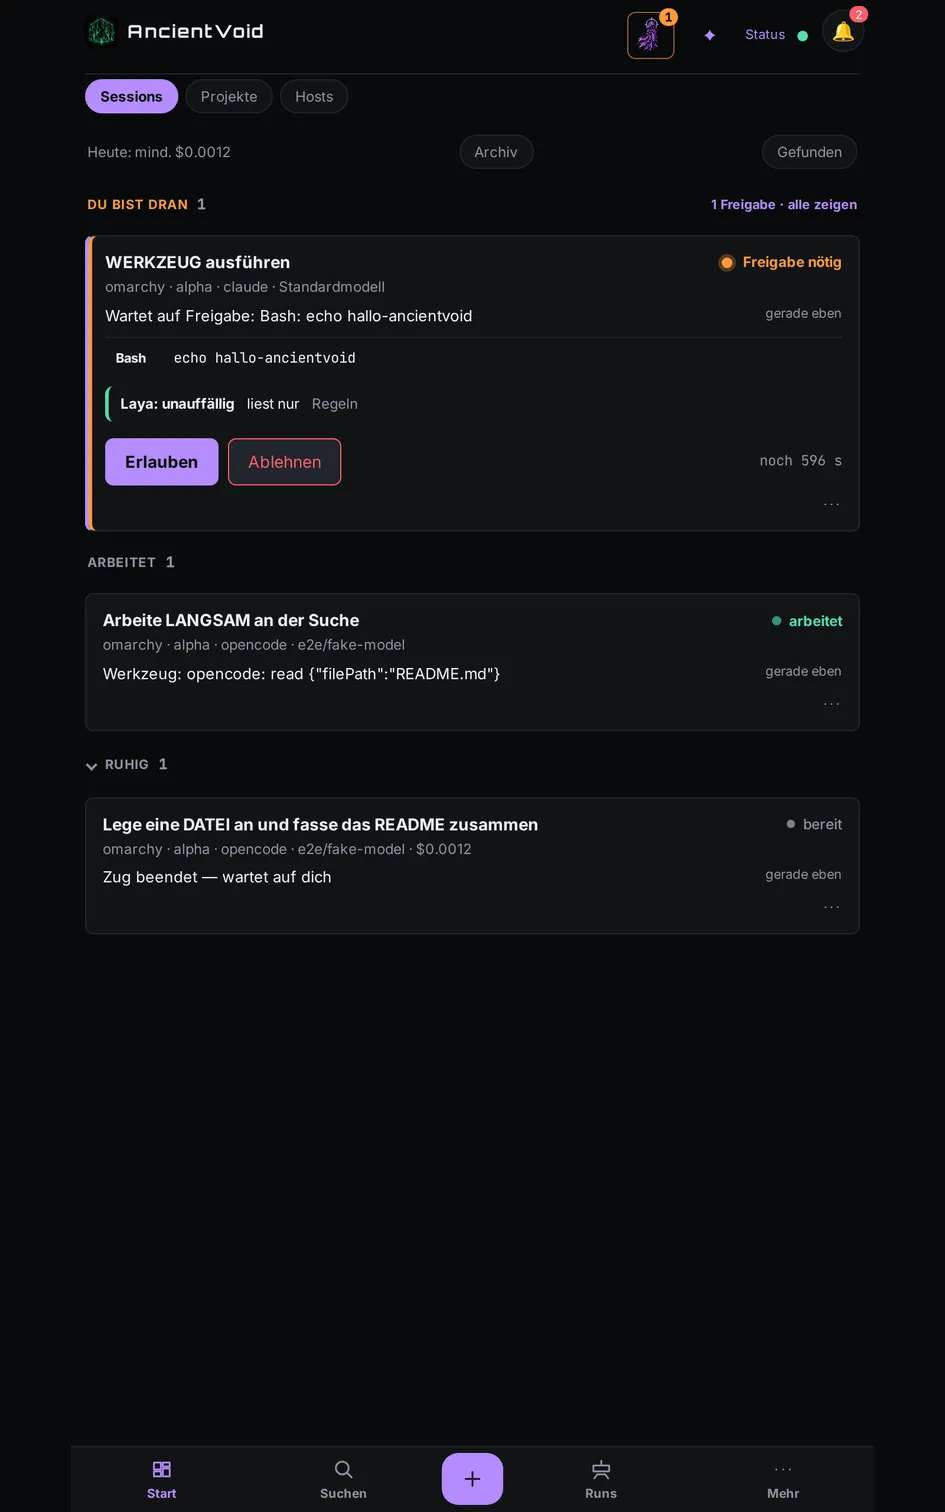 AncientVoid
1
Status
2
Sessions
Projekte
Hosts
Heute: mind. $0.0012
Archiv
Gefunden
DU BIST DRAN 1
1 Freigabe · alle zeigen
WERKZEUG ausführen
Freigabe nötig
omarchy · alpha · claude · Standardmodell
Wartet auf Freigabe: Bash: echo hallo-ancientvoid
gerade eben
Bash echo hallo-ancientvoid
Laya: unauffällig liest nur Regeln
Erlauben
Ablehnen
noch 596 s
...
ARBEITET 1
Arbeite LANGSAM an der Suche
arbeitet
omarchy · alpha · opencode · e2e/fake-model
Werkzeug: opencode: read {"filePath":"README.md"}
gerade eben
...
RUHIG 1
Lege eine DATEI an und fasse das README zusammen
bereit
omarchy · alpha · opencode · e2e/fake-model · $0.0012
Zug beendet — wartet auf dich
gerade eben
...
Start
Suchen
+
Runs
...
Mehr